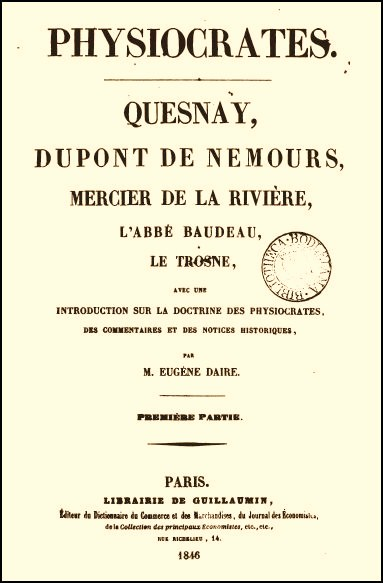 PHYSIOCRATES.
QUESNAY,
DUPONT DE NEMOURS,
MERCIER DE LA RIVIÈRE,
L'ABBÉ BAUDEAU,
LE TROSNE,
BIBLIOTHECA·BODLEIANA·
AVEC UNE
INTRODUCTION SUR LA DOCTRINE DES PHYSIOCRATES,
DES COMMENTAIRES ET DES NOTICES HISTORIQUES,
PAR
M. EUGÉNE DAIRE.
PREMIÈRE PARTIE.
PARIS.
LIBRAIRIE DE GUILLAUMIN,
Éditeur du Dictionnaire du Commerce et des Marchandises, du Journal des Économistes,
de la Collection des principaux Économistes, etc., etc.,
RUE RICHELIEU, 14.
1846